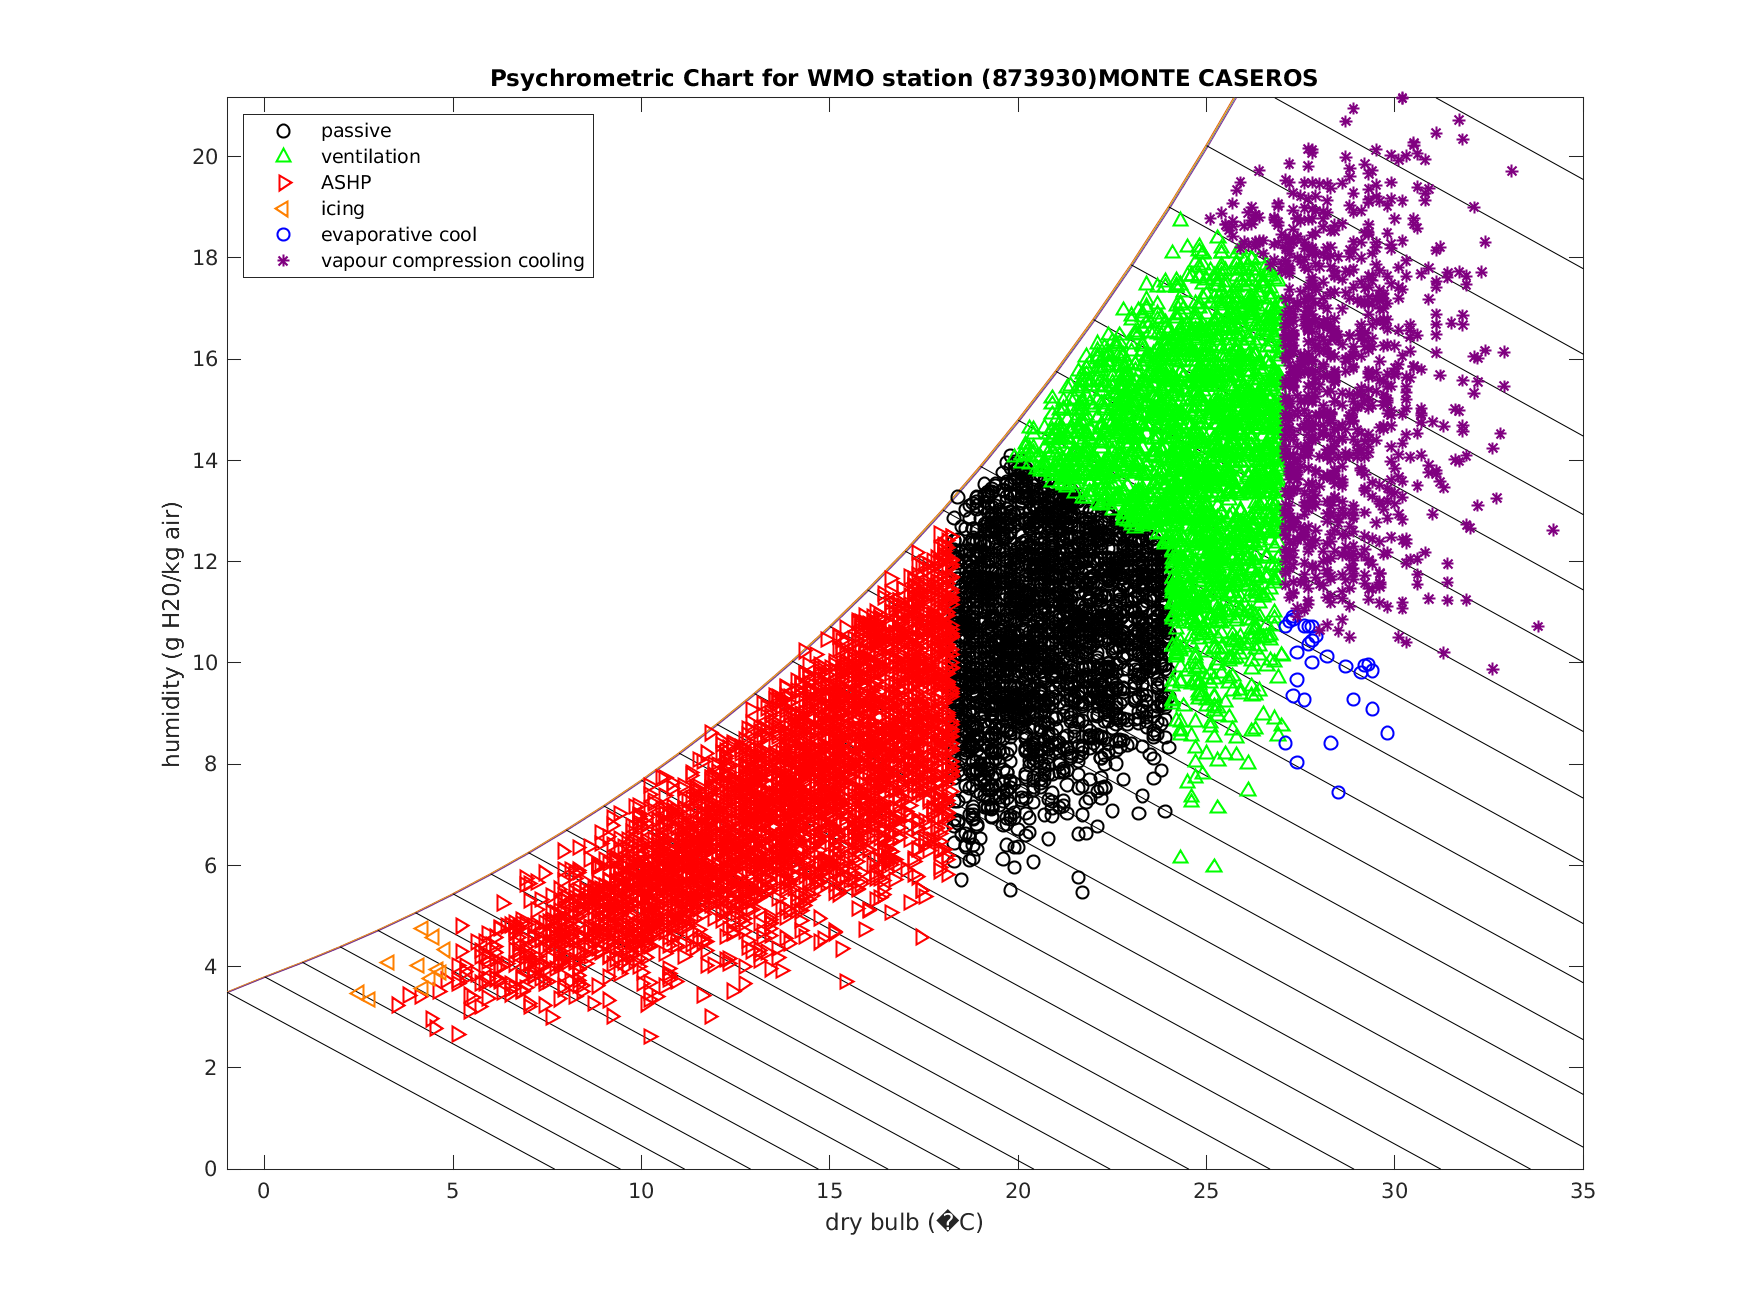 Psychrometric Chart for WMO station (873930)MONTE CASEROS
passive
ventilation
ASHP
icing
evaporative cool
vapour compression cooling
humidity (g H20/kg air)
20
18
16
14
12
10
8
6
4
2
0
0 5 10 15 20 25 30 35
dry bulb (�C)